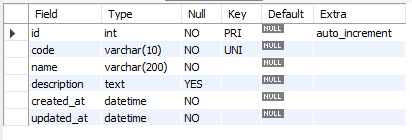 Field Type Null Key Default Extra
id int NO PRI NULL auto_increment
code varchar(10) NO UNI NULL
name varchar(200) NO NULL
description text YES NULL
created_at datetime NO NULL
updated_at datetime NO NULL